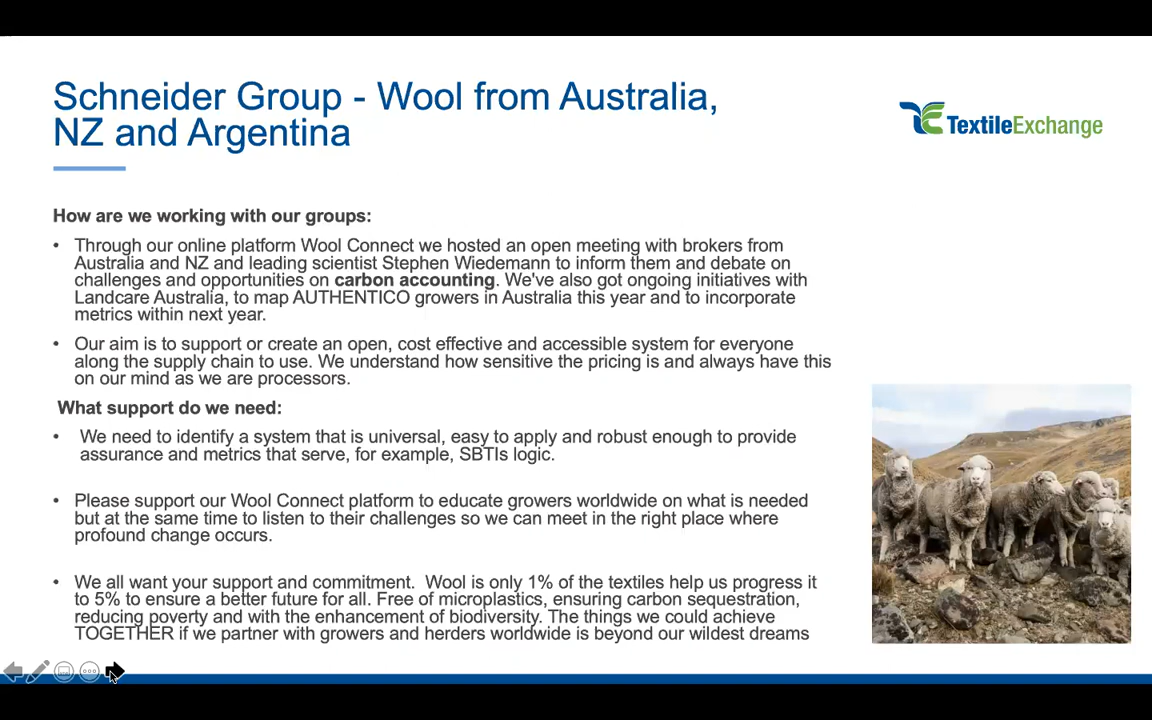 Schneider Group - Wool from Australia,
NZ and Argentina
TextileExchange
How are we working with our groups:
• Through our online platform Wool Connect we hosted an open meeting with brokers from
Australia and NZ and leading scientist Stephen Wiedemann to inform them and debate on
challenges and opportunities on carbon accounting. We've also got ongoing initiatives with
Landcare Australia, to map AUTHENTICO growers in Australia this year and to incorporate
metrics within next year.
• Our aim is to support or create an open, cost effective and accessible system for everyone
along the supply chain to use. We understand how sensitive the pricing is and always have this
on our mind as we are processors.
What support do we need:
• We need to identify a system that is universal, easy to apply and robust enough to provide
assurance and metrics that serve, for example, SBTIs logic.
• Please support our Wool Connect platform to educate growers worldwide on what is needed
but at the same time to listen to their challenges so we can meet in the right place where
profound change occurs.
• We all want your support and commitment. Wool is only 1% of the textiles help us progress it
to 5% to ensure a better future for all. Free of microplastics, ensuring carbon sequestration,
reducing poverty and with the enhancement of biodiversity. The things we could achieve
TOGETHER if we partner with growers and herders worldwide is beyond our wildest dreams